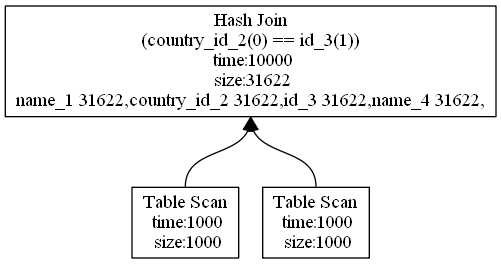 Hash Join
(country_id_2(0) == id_3(1))
time:10000
size:31622
name_1 31622,country_id_2 31622,id_3 31622,name_4 31622,
Table Scan
time:1000
size:1000
Table Scan
time:1000
size:1000